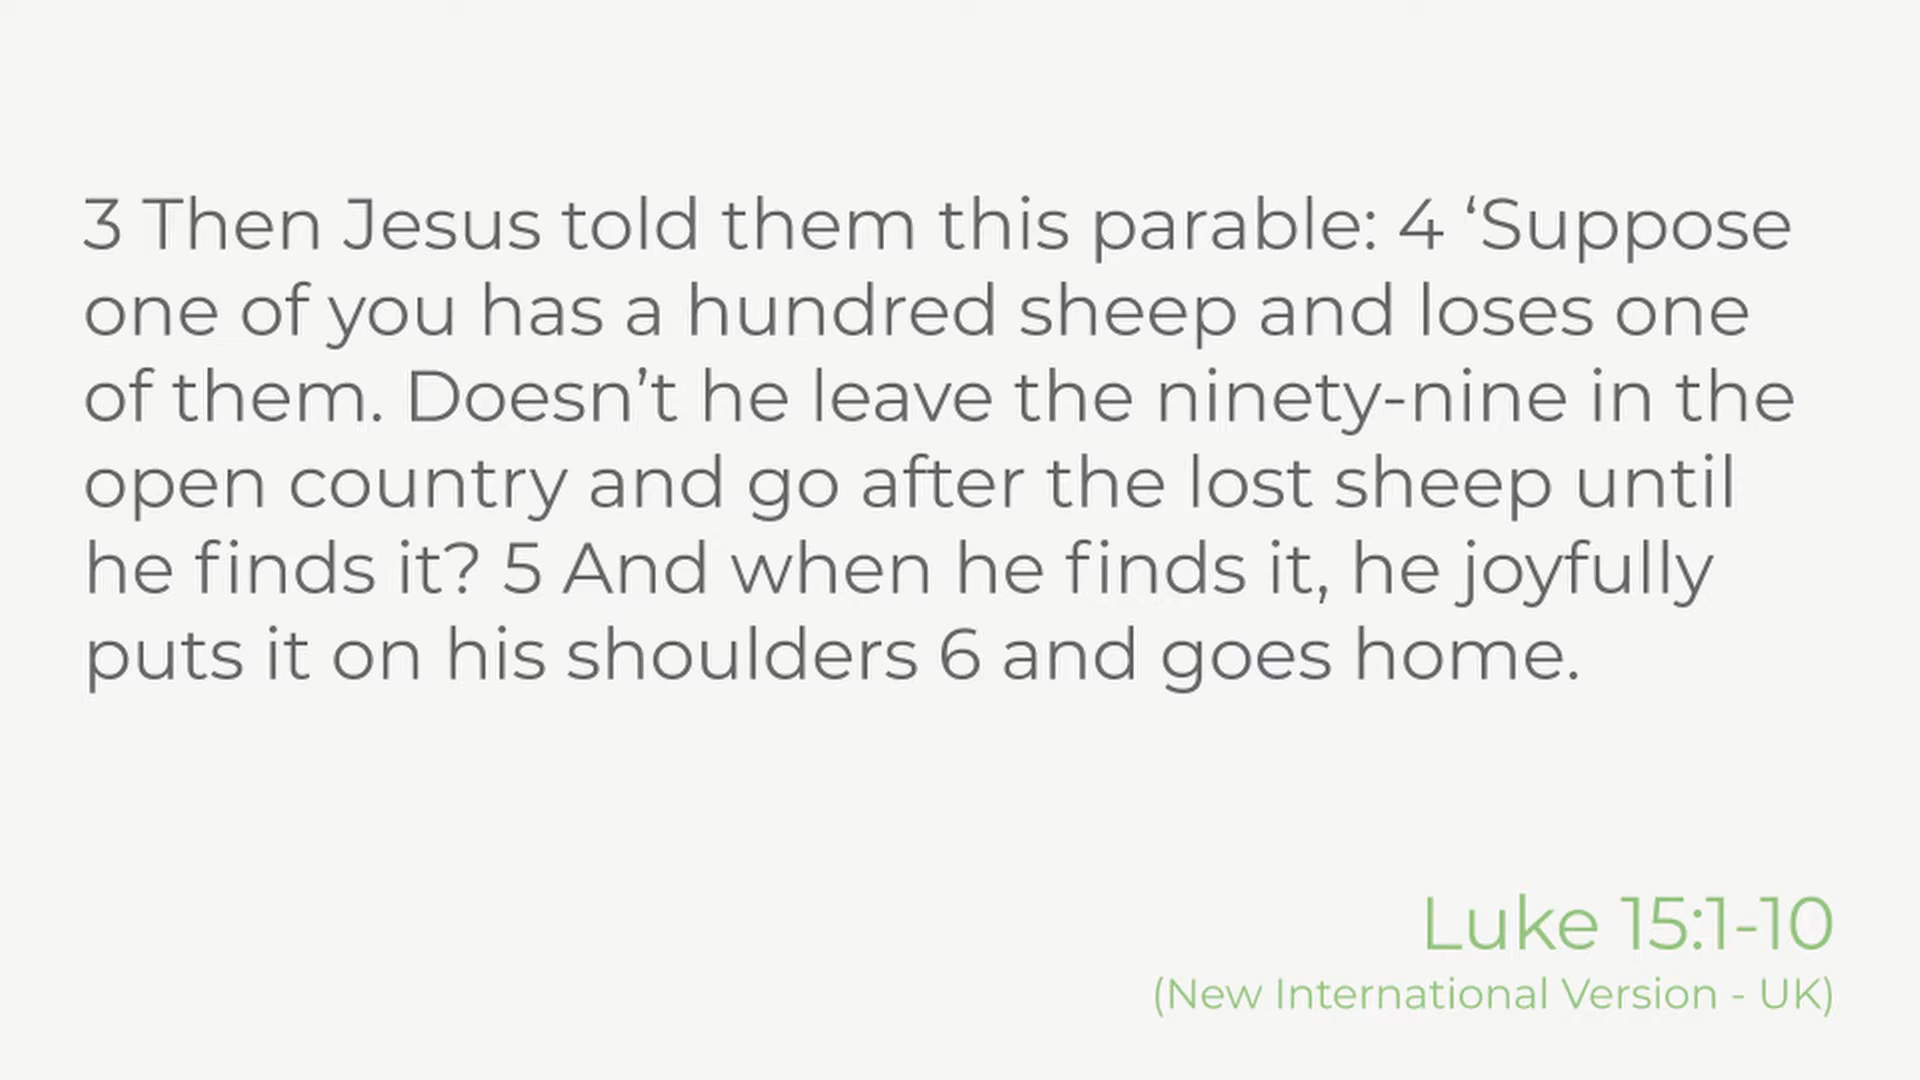 3 Then Jesus told them this parable: 4 ‘Suppose
one of you has a hundred sheep and loses one
of them. Doesn’t he leave the ninety-nine in the
open country and go after the lost sheep until
he finds it? 5 And when he finds it, he joyfully
puts it on his shoulders 6 and goes home.
Luke 15:1-10
(New International Version - UK)